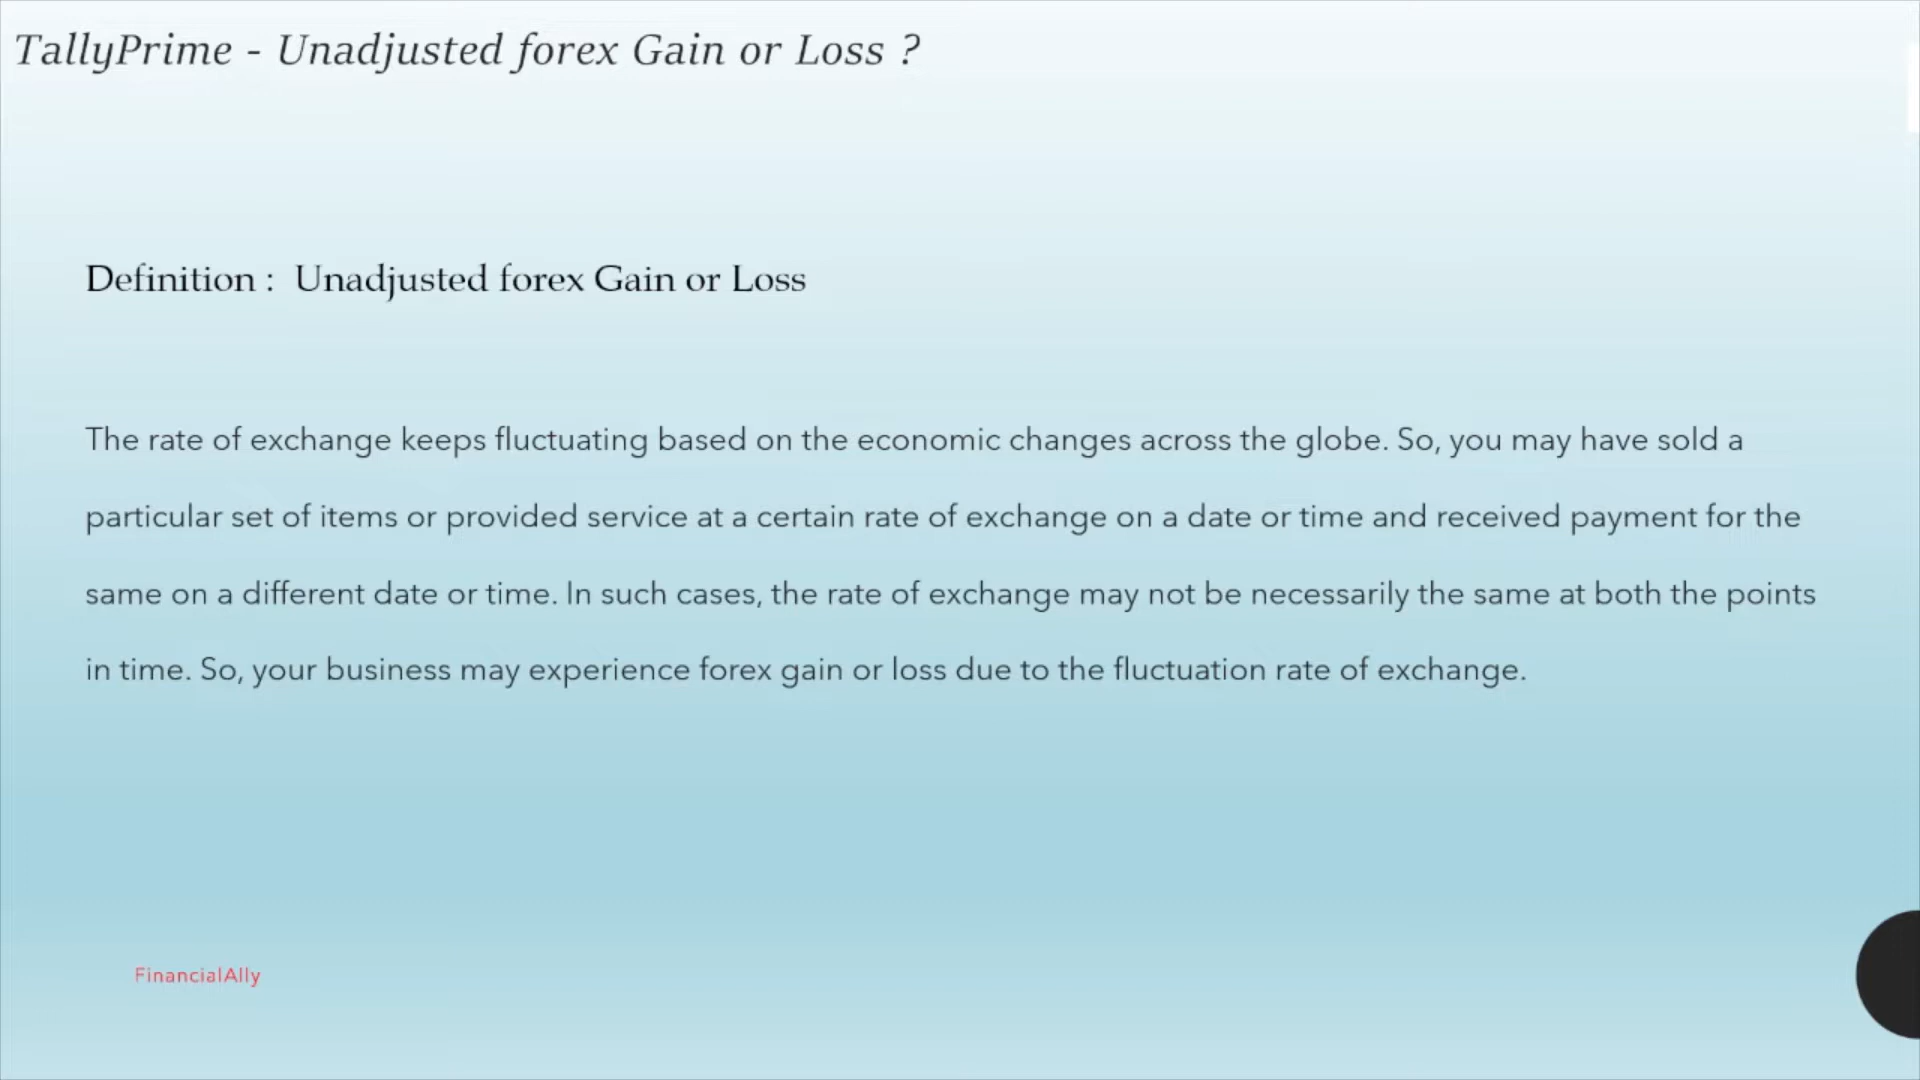 TallyPrime - Unadjusted forex Gain or Loss ?
Definition : Unadjusted forex Gain or Loss
The rate of exchange keeps fluctuating based on the economic changes across the globe. So, you may have sold a
particular set of items or provided service at a certain rate of exchange on a date or time and received payment for the
same on a different date or time. In such cases, the rate of exchange may not be necessarily the same at both the points
in time. So, your business may experience forex gain or loss due to the fluctuation rate of exchange.
FinancialAlly